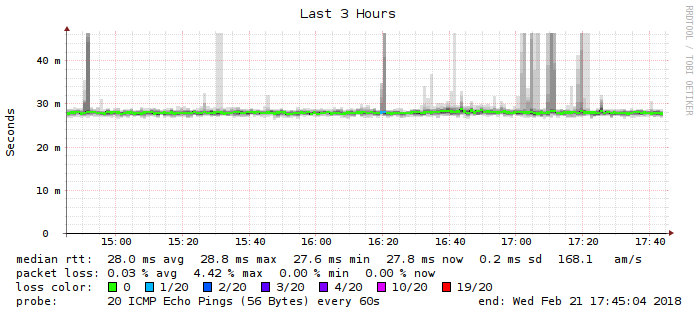 Last 3 Hours
RRDTOOL / TOBI OETIKER
Seconds
40 m
30 m
20 m
10 m
0
15:00 15:20 15:40 16:00 16:20 16:40 17:00 17:20 17:40
median rtt: 28.0 ms avg 28.8 ms max 27.6 ms min 27.8 ms now 0.2 ms sd 168.1 am/s
packet loss: 0.03 % avg 4.42 % max 0.00 % min 0.00 % now
loss color: 0 1/20 2/20 3/20 4/20 10/20 19/20
probe: 20 ICMP Echo Pings (56 Bytes) every 60s end: Wed Feb 21 17:45:04 2018